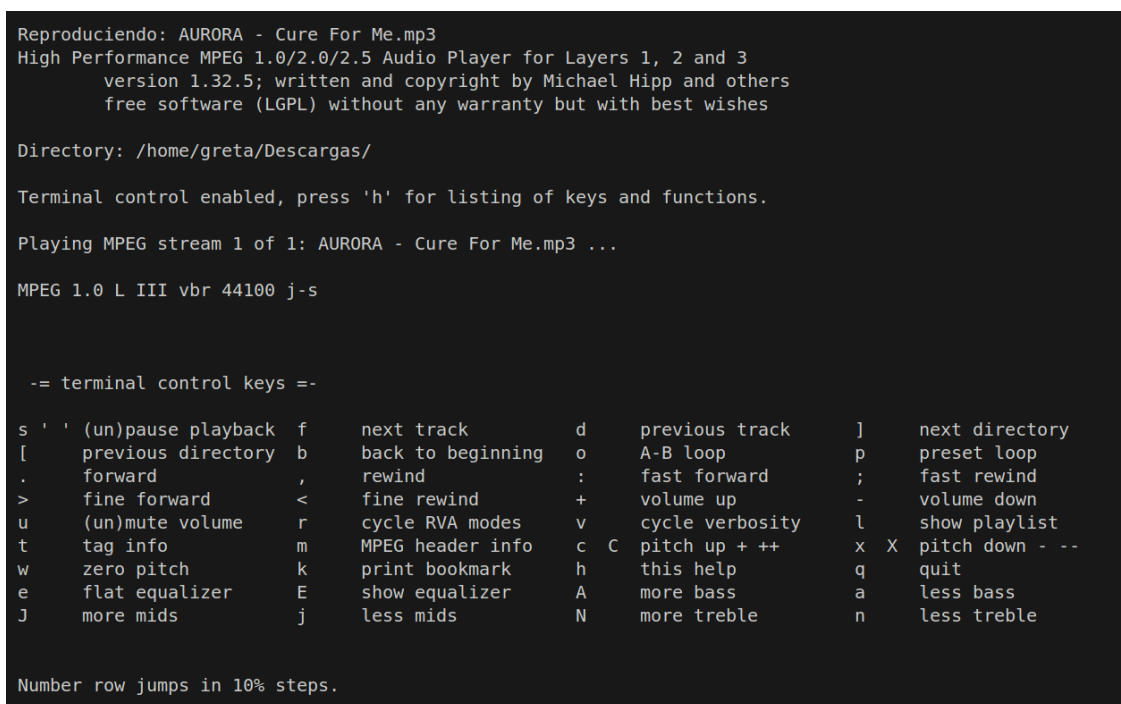 Reproduciendo: AURORA - Cure For Me.mp3
High Performance MPEG 1.0/2.0/2.5 Audio Player for Layers 1, 2 and 3
        version 1.32.5; written and copyright by Michael Hipp and others
        free software (LGPL) without any warranty but with best wishes

Directory: /home/greta/Descargas/

Terminal control enabled, press 'h' for listing of keys and functions.

Playing MPEG stream 1 of 1: AURORA - Cure For Me.mp3 ...

MPEG 1.0 L III vbr 44100 j-s

 -= terminal control keys =-

s ' ' (un)pause playback  f     next track          d     previous track      ]     next directory
[     previous directory  b     back to beginning   o     A-B loop            p     preset loop
.     forward             ,     rewind              :     fast forward        ;     fast rewind
>     fine forward        <     fine rewind         +     volume up           -     volume down
u     (un)mute volume     r     cycle RVA modes     v     cycle verbosity     l     show playlist
t     tag info            m     MPEG header info    c  C  pitch up + ++       x  X  pitch down - --
w     zero pitch          k     print bookmark      h     this help           q     quit
e     flat equalizer      E     show equalizer      A     more bass           a     less bass
J     more mids           j     less mids           N     more treble         n     less treble

Number row jumps in 10% steps.